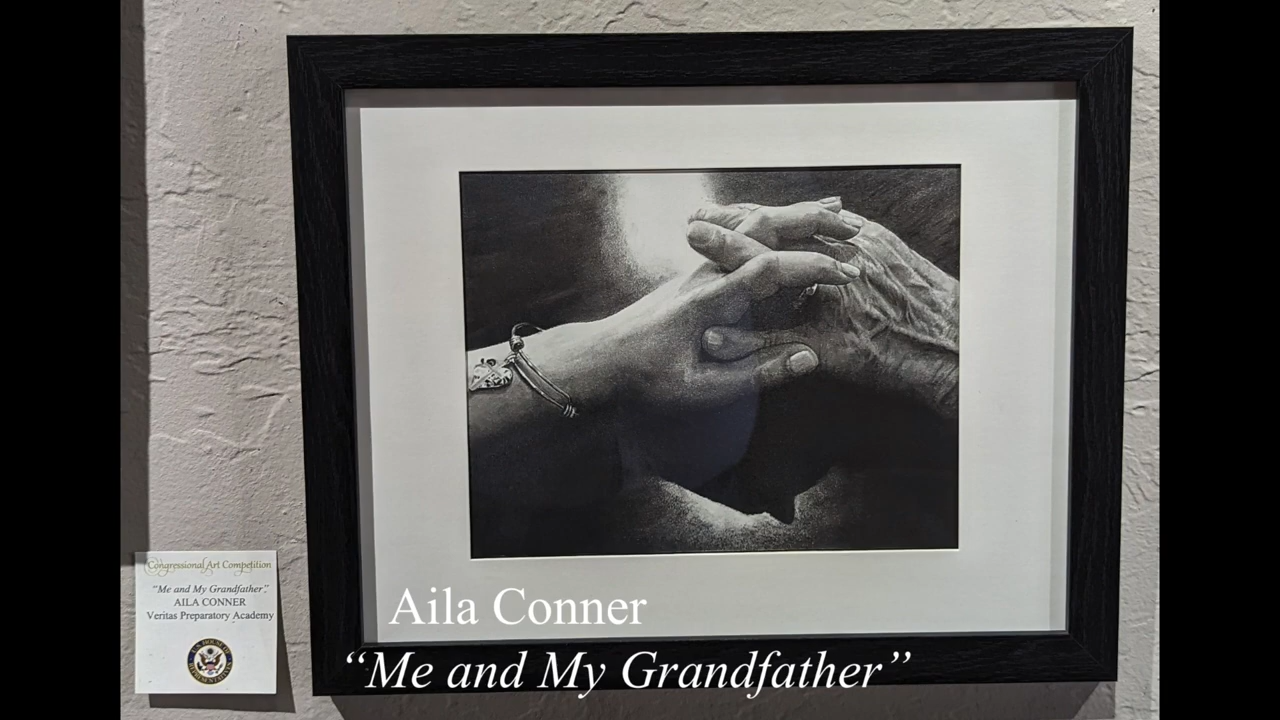 Congressional Art Competition
"Me and My Grandfather"
AILA CONNER
Veritas Preparatory Academy
Aila Conner
“Me and My Grandfather”